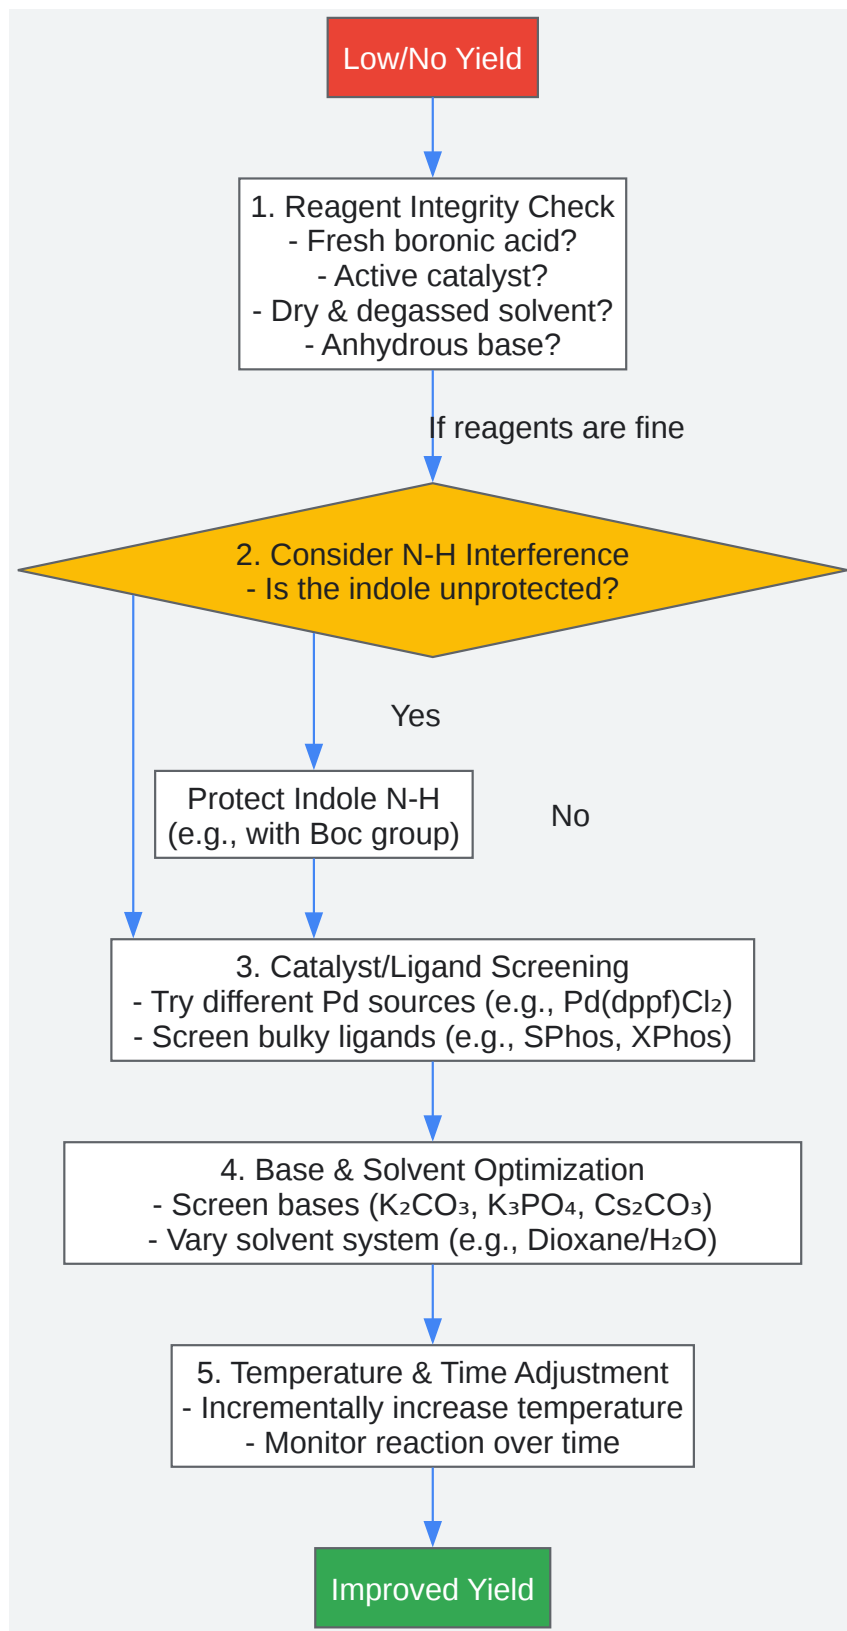 Low/No Yield
1. Reagent Integrity Check
- Fresh boronic acid?
- Active catalyst?
- Dry & degassed solvent?
- Anhydrous base?
If reagents are fine
2. Consider N-H Interference
- Is the indole unprotected?
Yes
Protect Indole N-H
(e.g., with Boc group)
No
3. Catalyst/Ligand Screening
- Try different Pd sources (e.g., Pd(dppf)Cl₂)
- Screen bulky ligands (e.g., SPhos, XPhos)
4. Base & Solvent Optimization
- Screen bases (K₂CO₃, K₃PO₄, Cs₂CO₃)
- Vary solvent system (e.g., Dioxane/H₂O)
5. Temperature & Time Adjustment
- Incrementally increase temperature
- Monitor reaction over time
Improved Yield